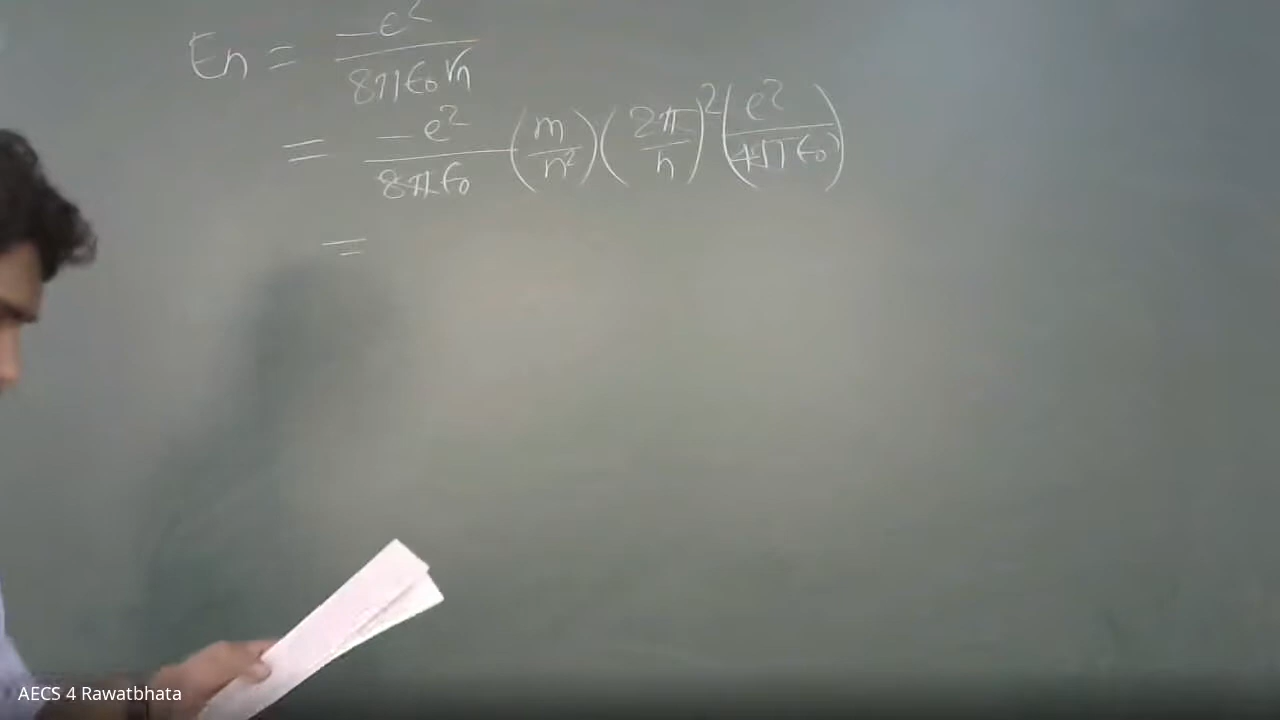 En = -e² / 8πε₀rn
= -e² / 8πε₀ (m/n²) (2π/h)² (e² / 4πε₀)
=
AECS 4 Rawatbhata